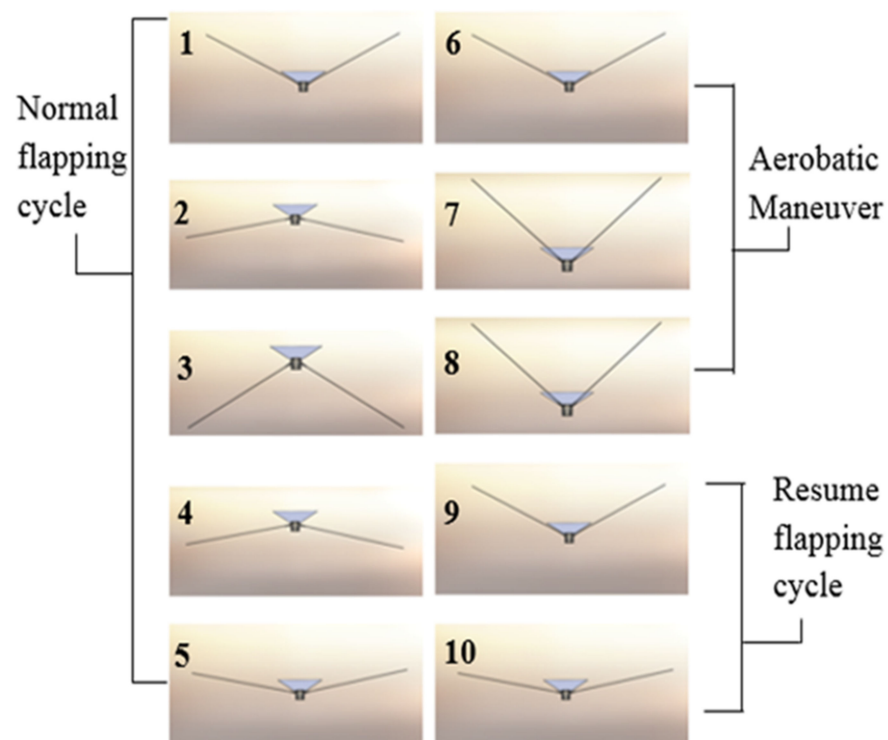 Normal
flapping
cycle
1
2
3
4
5
6
7
8
9
10
Aerobatic
Maneuver
Resume
flapping
cycle